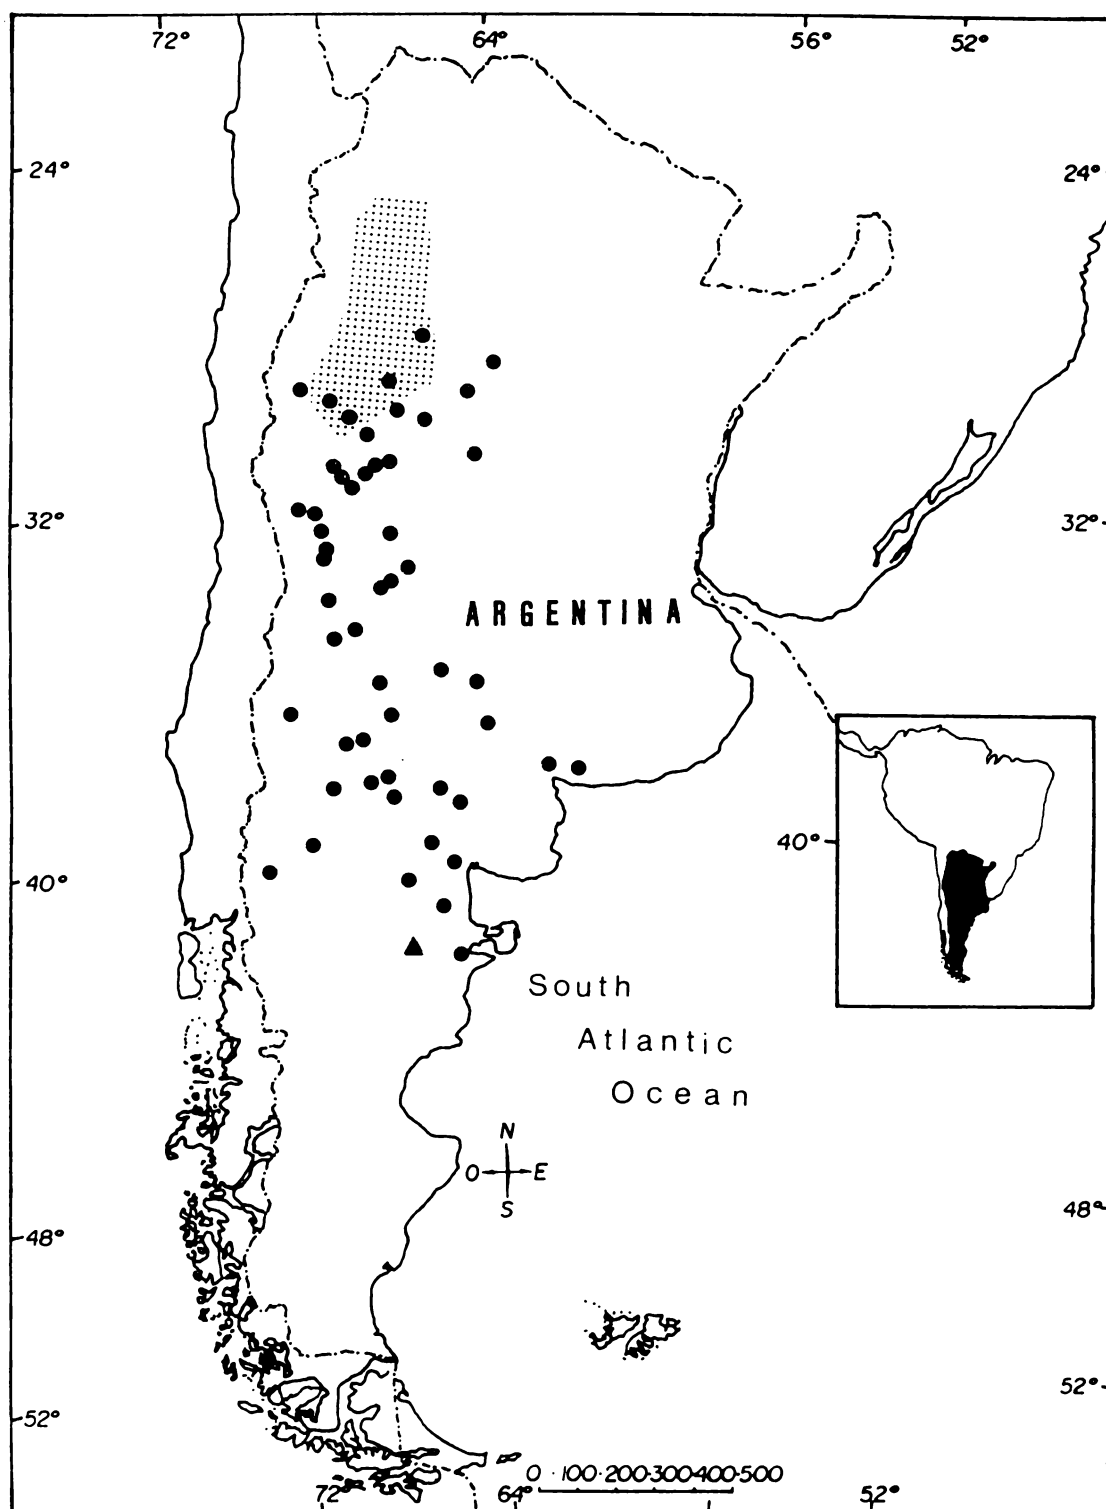 72° 64° 56° 52°
24° 24°
32° 32°
ARGENTINA
40° 40°
South
Atlantic
Ocean
N
O E
S
48° 48°
52° 52°
0 · 100 · 200 · 300 · 400 · 500
72° 64° 52°